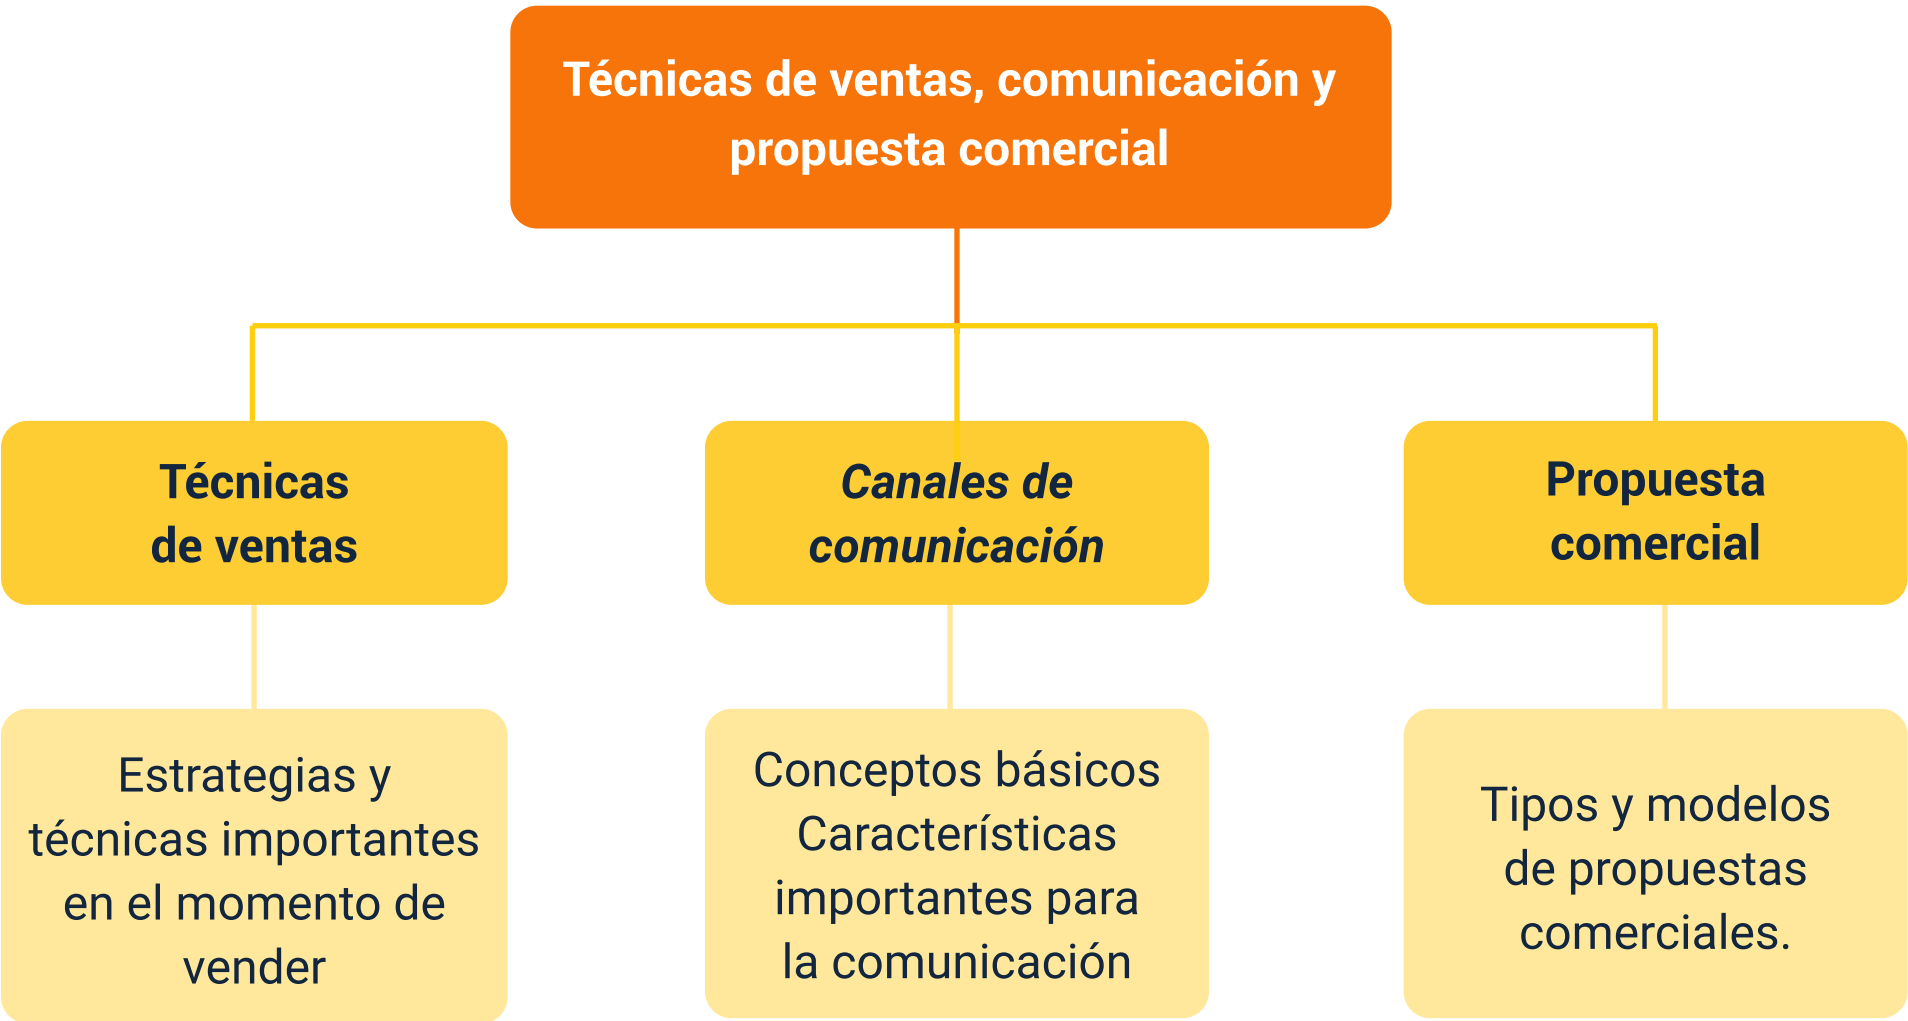 Técnicas de ventas, comunicación y
propuesta comercial
Técnicas
de ventas
Canales de
comunicación
Propuesta
comercial
Estrategias y
técnicas importantes
en el momento de
vender
Conceptos básicos
Características
importantes para
la comunicación
Tipos y modelos
de propuestas
comerciales.